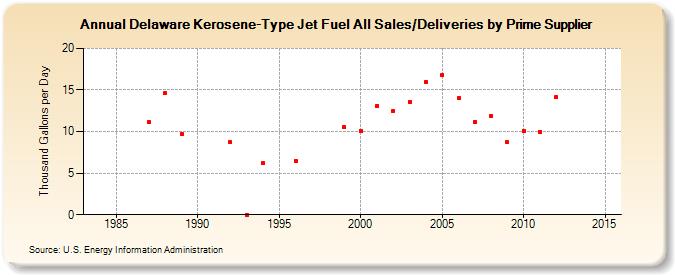 Annual Delaware Kerosene-Type Jet Fuel All Sales/Deliveries by Prime Supplier
Thousand Gallons per Day
20
15
10
5
0
1985 1990 1995 2000 2005 2010 2015
Source: U.S. Energy Information Administration